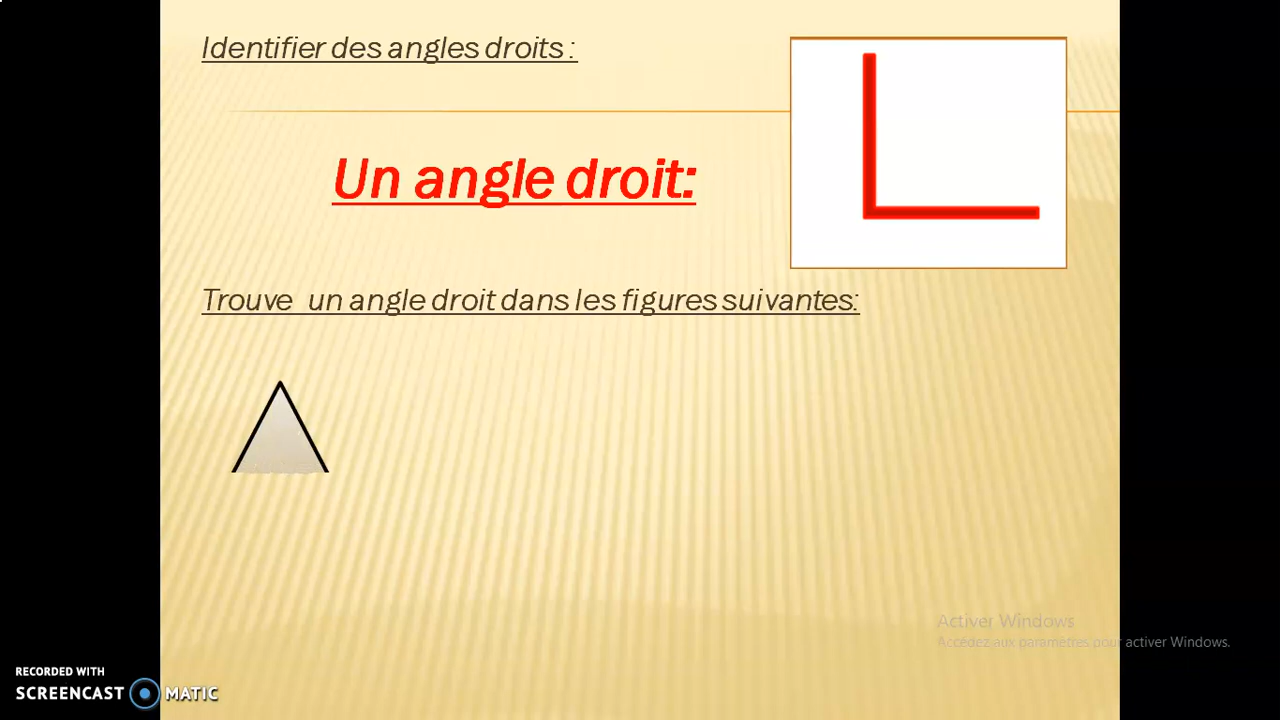 Identifier des angles droits :
Un angle droit:
Trouve un angle droit dans les figures suivantes:
Activer Windows
Accédez aux paramètres pour activer Windows.
RECORDED WITH
SCREENCAST MATIC